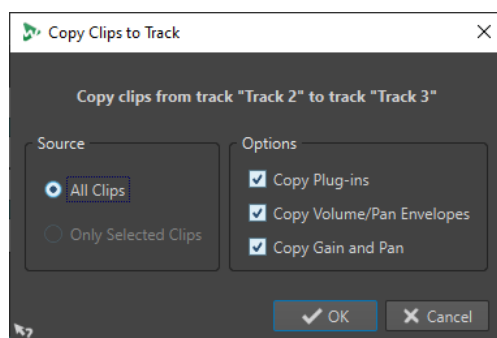 Copy Clips to Track
Copy clips from track "Track 2" to track "Track 3"
Source
All Clips
Only Selected Clips
Options
Copy Plug-ins
Copy Volume/Pan Envelopes
Copy Gain and Pan
OK
Cancel
?